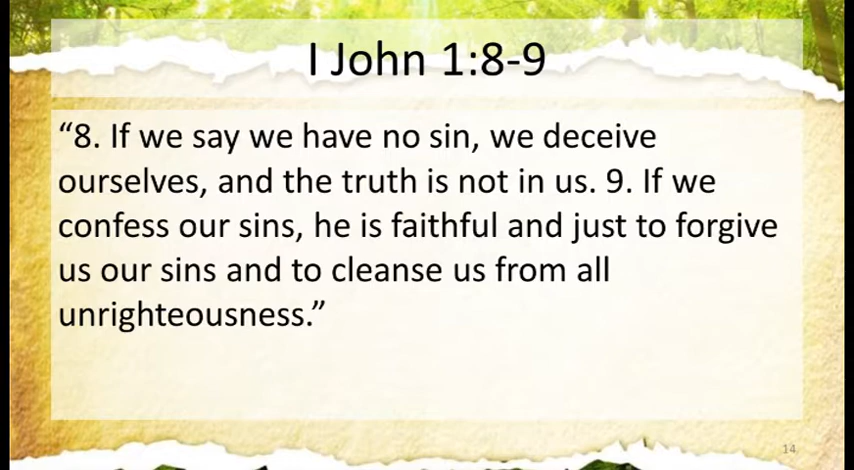 I John 1:8-9
“8. If we say we have no sin, we deceive
ourselves, and the truth is not in us. 9. If we
confess our sins, he is faithful and just to forgive
us our sins and to cleanse us from all
unrighteousness.”
14